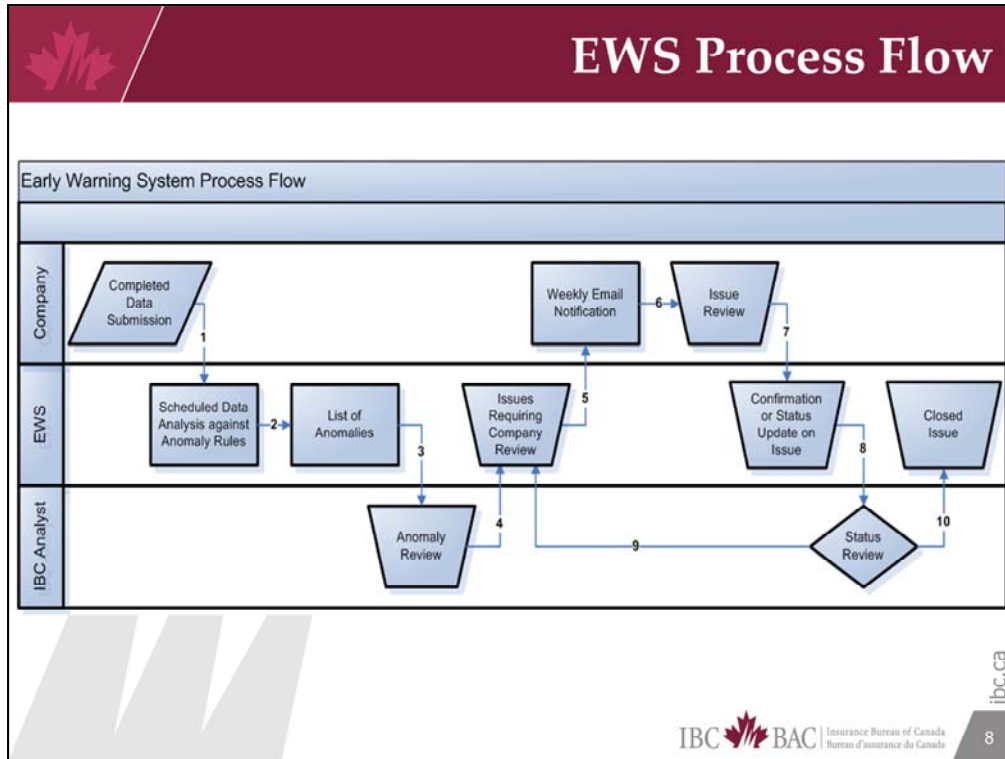 EWS Process Flow
Early Warning System Process Flow
Company
Completed
Data
Submission
1
Weekly Email
Notification
6
Issue
Review
7
EWS
Scheduled Data
Analysis against
Anomaly Rules
2
List of
Anomalies
3
Issues
Requiring
Company
Review
5
Confirmation
or Status
Update on
Issue
8
Closed
Issue
IBC Analyst
Anomaly
Review
4
9
Status
Review
10
ibc.ca
IBC BAC
Insurance Bureau of Canada
Bureau d'assurance du Canada
8